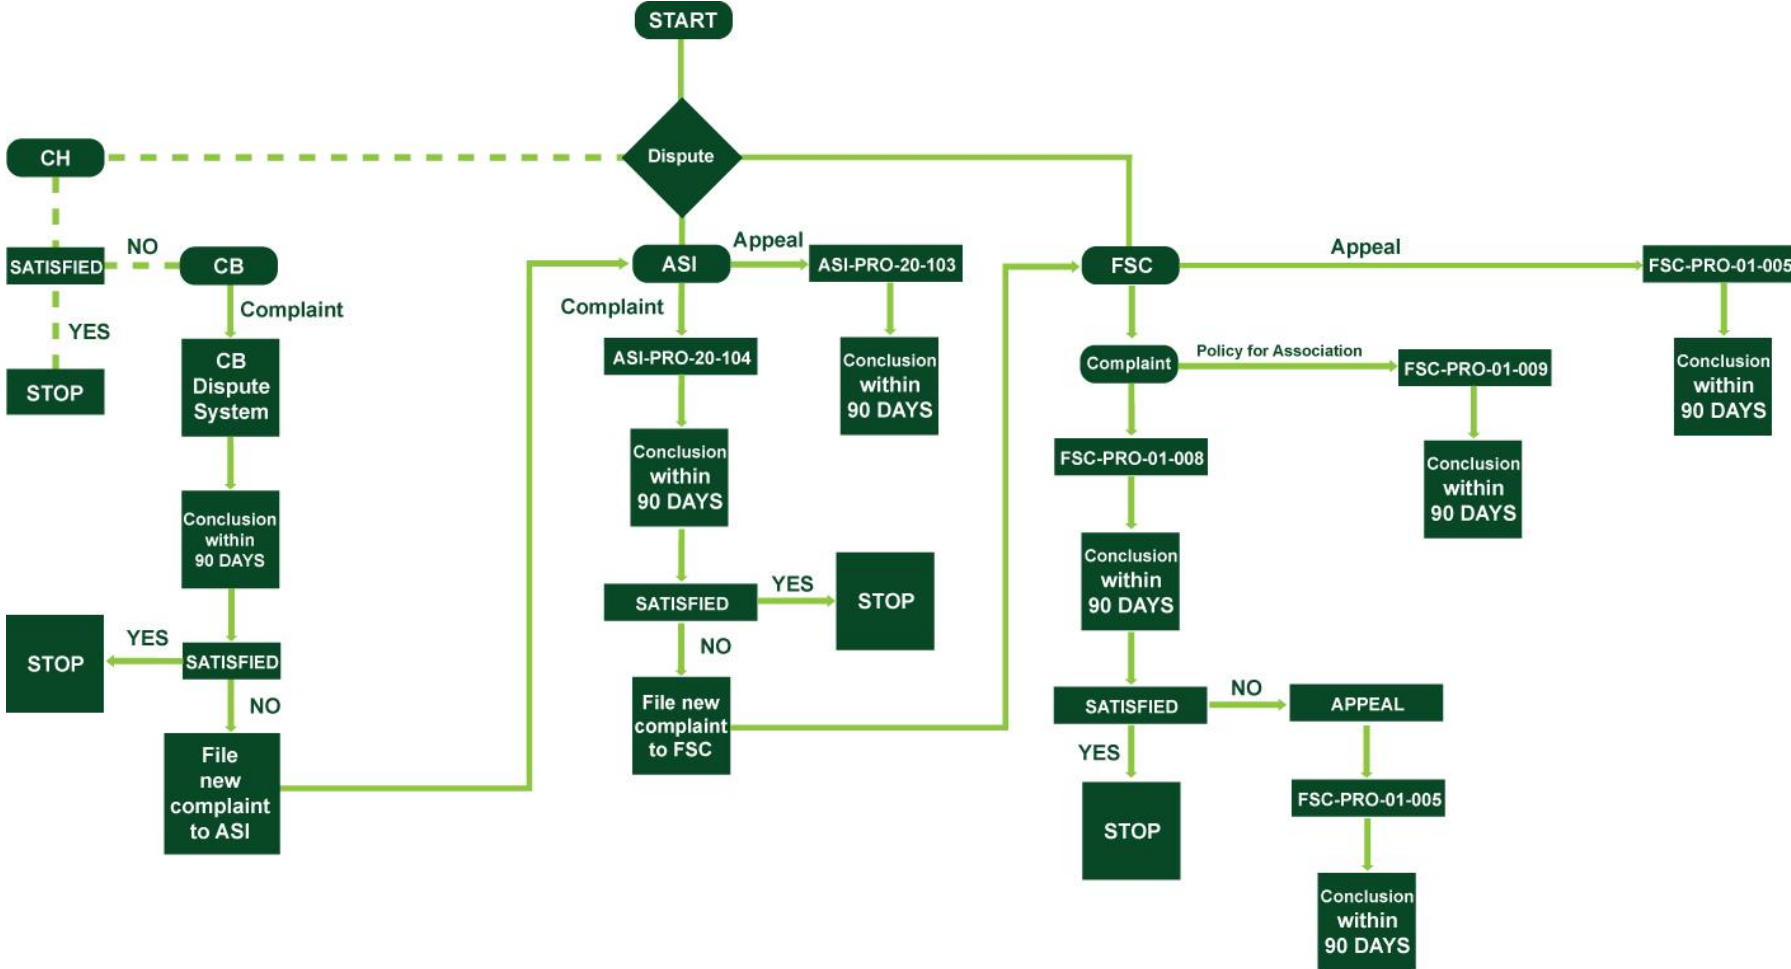 START
Dispute
CH
SATISFIED
NO
CB
YES
STOP
Complaint
CB
Dispute
System
Conclusion
within
90 DAYS
SATISFIED
YES
STOP
NO
File
new
complaint
to ASI
ASI
Appeal
ASI-PRO-20-103
Conclusion
within
90 DAYS
Complaint
ASI-PRO-20-104
Conclusion
within
90 DAYS
SATISFIED
YES
STOP
NO
File new
complaint
to FSC
FSC
Appeal
FSC-PRO-01-005
Conclusion
within
90 DAYS
Complaint
Policy for Association
FSC-PRO-01-009
Conclusion
within
90 DAYS
FSC-PRO-01-008
Conclusion
within
90 DAYS
SATISFIED
NO
APPEAL
YES
STOP
FSC-PRO-01-005
Conclusion
within
90 DAYS